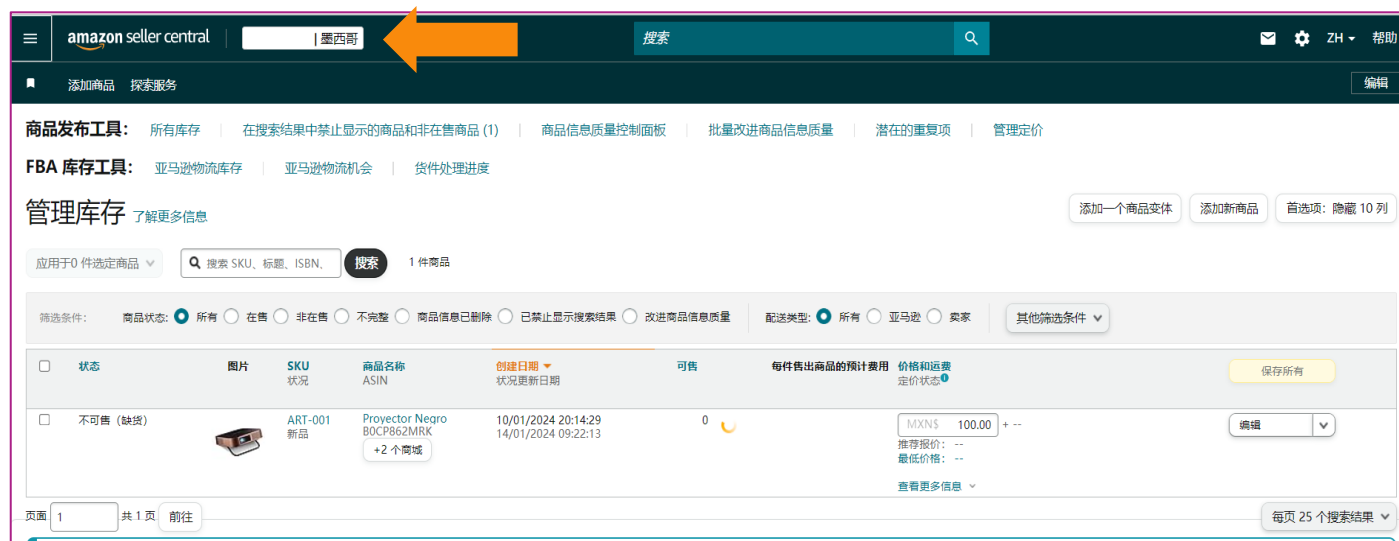 amazon seller central | 墨西哥 搜索 ZH 帮助
添加商品 探索服务 编辑
商品发布工具： 所有库存 | 在搜索结果中禁止显示的商品和非在售商品 (1) | 商品信息质量控制面板 | 批量改进商品信息质量 | 潜在的重复项 | 管理定价
FBA 库存工具： 亚马逊物流库存 | 亚马逊物流机会 | 货件处理进度
管理库存 了解更多信息 添加一个商品变体 添加新商品 首选项：隐藏 10 列
应用于0 件选定商品 搜索 SKU、标题、ISBN、 搜索 1 件商品
筛选条件： 商品状态: 所有 在售 非在售 不完整 商品信息已删除 已禁止显示搜索结果 改进商品信息质量 配送类型: 所有 亚马逊 卖家 其他筛选条件
状态 图片 SKU 商品名称 创建日期 可售 每件售出商品的预计费用 价格和运费 保存所有
状况 ASIN 状况更新日期 定价状态
不可售（缺货） ART-001 Proyector Negro 10/01/2024 20:14:29 0 MXN$ 100.00 + -- 编辑
新品 B0CP862MRK 14/01/2024 09:22:13
推荐报价： --
+2 个商城
最低价格： --
查看更多信息
页面 1 共 1 页 前往 每页 25 个搜索结果